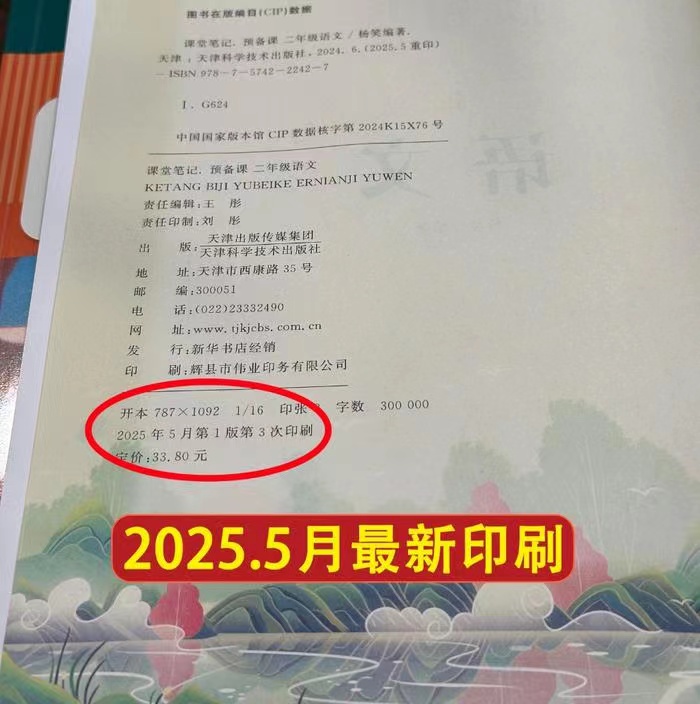 图书在版编目(CIP)数据
课堂笔记.预备课 二年级语文 / 杨笑编著.
天津 : 天津科学技术出版社, 2024. 6. (2025.5 重印)
— ISBN 978-7-5742-2242-7
Ⅰ. G624
中国国家版本馆 CIP 数据核字第 2024K15X76 号
语文
课堂笔记. 预备课 二年级语文
KETANG BIJI YUBEIKE ERNIANJI YUWEN
责任编辑:王 彤
责任印制:刘 彤
出 版:天津出版传媒集团
天津科学技术出版社
地 址:天津市西康路 35 号
邮 编:300051
电 话:(022)23332490
网 址:www.tjkjcbs.com.cn
发 行:新华书店经销
印 刷:辉县市伟业印务有限公司
开本 787×1092 1/16 印张 字数 300 000
2025 年 5 月第 1 版第 3 次印刷
定价:33.80 元
2025.5月最新印刷